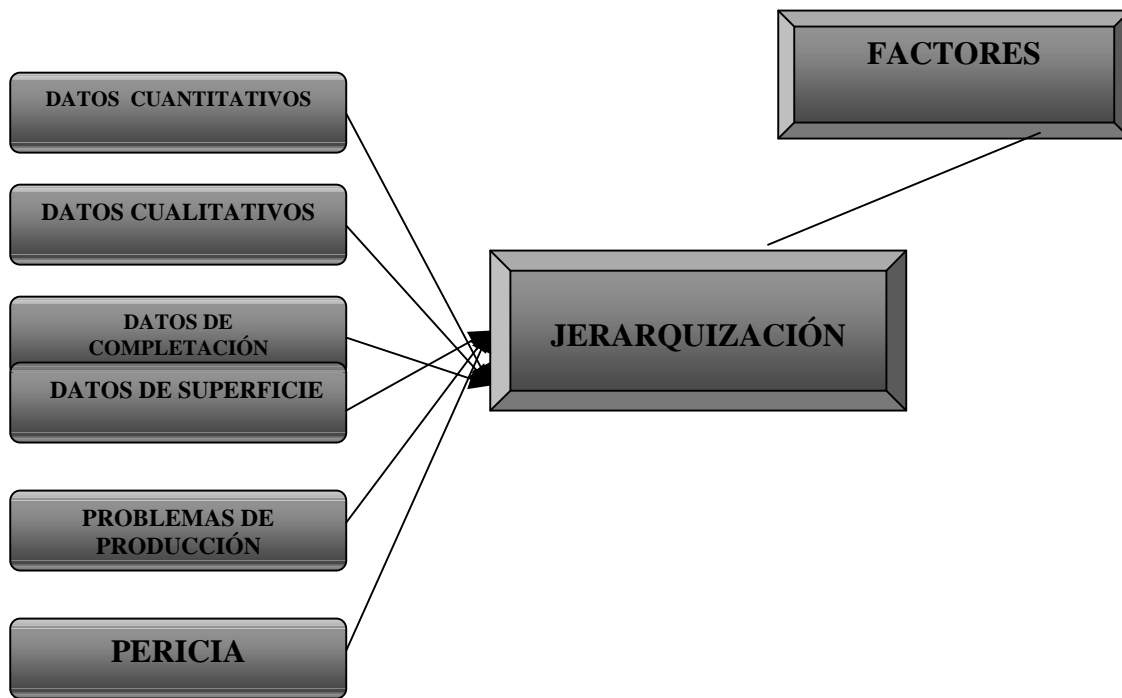 FACTORES
DATOS CUANTITATIVOS
DATOS CUALITATIVOS
DATOS DE
COMPLETACIÓN
DATOS DE SUPERFICIE
JERARQUIZACIÓN
PROBLEMAS DE
PRODUCCIÓN
PERICIA